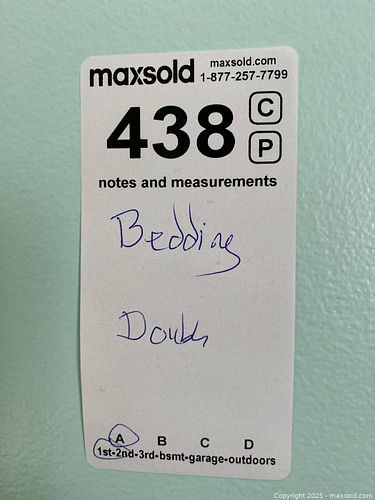 maxsold
maxsold.com
1-877-257-7799
438
C
P
notes and measurements
Bedding
Double
A B C D
1st-2nd-3rd-bsmt-garage-outdoors
Copyright 2025 - maxsold.com